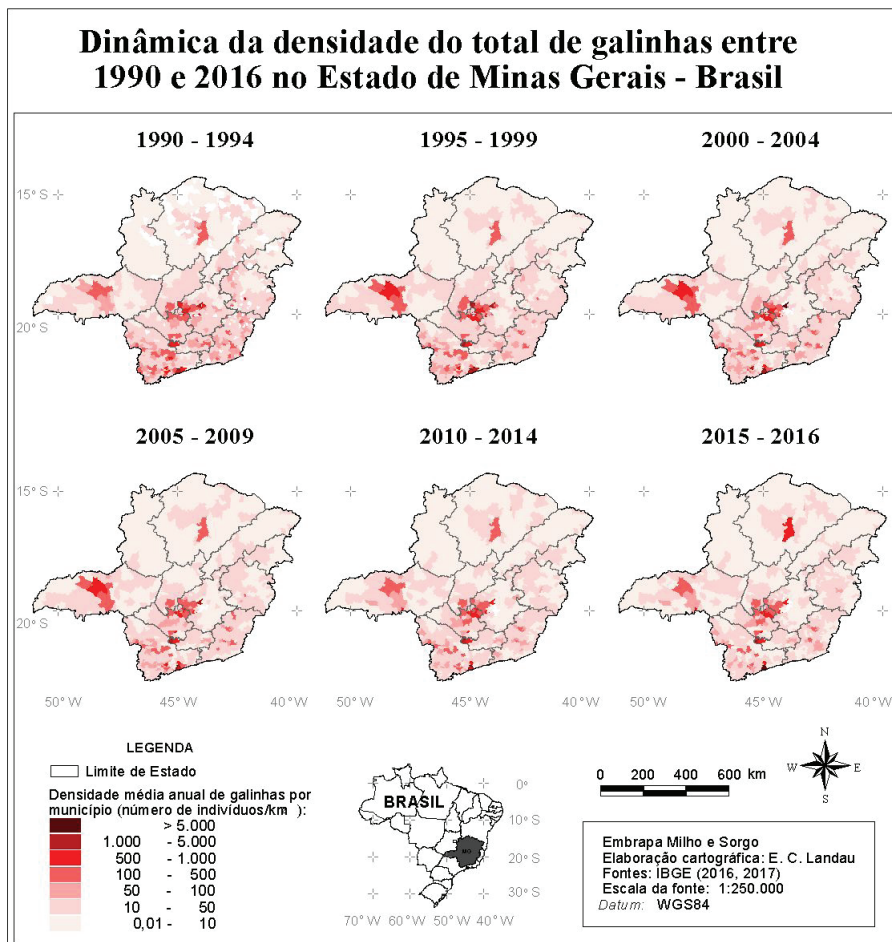 Dinâmica da densidade do total de galinhas entre
1990 e 2016 no Estado de Minas Gerais - Brasil
1990 - 1994
1995 - 1999
2000 - 2004
15° S
20° S
2005 - 2009
2010 - 2014
2015 - 2016
15° S
20° S
50° W
45° W
40° W
50° W
45° W
40° W
45° W
40° W
LEGENDA
Limite de Estado
Densidade média anual de galinhas por
município (número de indivíduos/km ):
> 5.000
1.000 - 5.000
500 - 1.000
100 - 500
50 - 100
10 - 50
0,01 - 10
BRASIL
MG
0°
10° S
20° S
30° S
70° W 60° W 50° W 40° W
0 200 400 600 km
N
W E
S
Embrapa Milho e Sorgo
Elaboração cartográfica: E. C. Landau
Fontes: IBGE (2016, 2017)
Escala da fonte: 1:250.000
Datum: WGS84